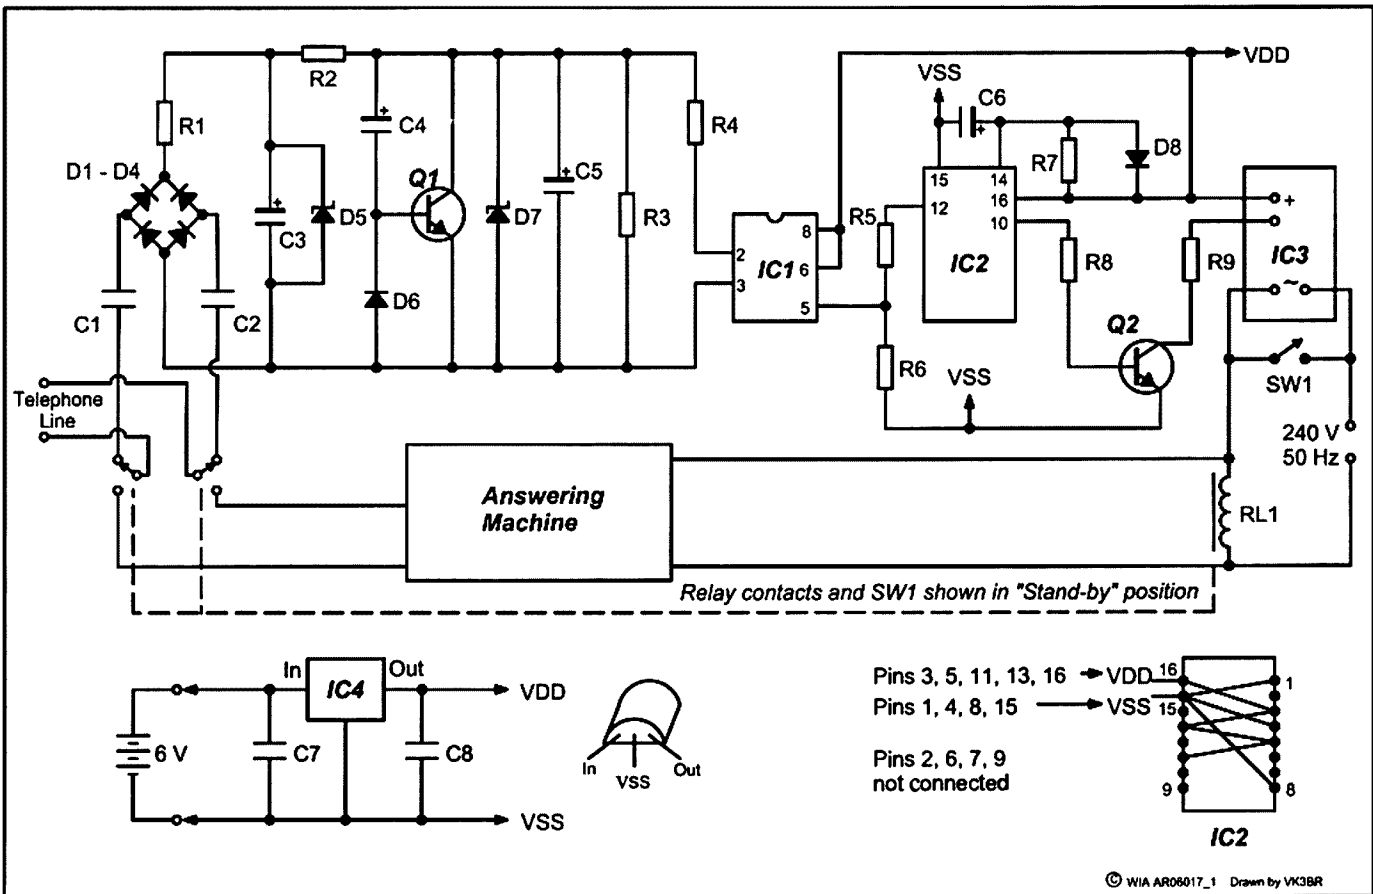 R2
VDD
VSS
C6
R1
C4
R4
R7
D8
D1 - D4
Q1
C5
15
14
16
+
12
R5
10
C3
D5
D7
R3
8
IC1
2
6
3
5
IC2
R8
R9
IC3
~
C1
C2
D6
Q2
R6
VSS
SW1
Telephone
Line
240 V
50 Hz
Answering
Machine
RL1
Relay contacts and SW1 shown in "Stand-by" position
In
IC4
Out
VDD
6 V
C7
C8
VSS
In
VSS
Out
Pins 3, 5, 11, 13, 16
VDD
16
1
Pins 1, 4, 8, 15
VSS
15
Pins 2, 6, 7, 9
not connected
9
8
IC2
© WIA AR06017_1 Drawn by VK3BR